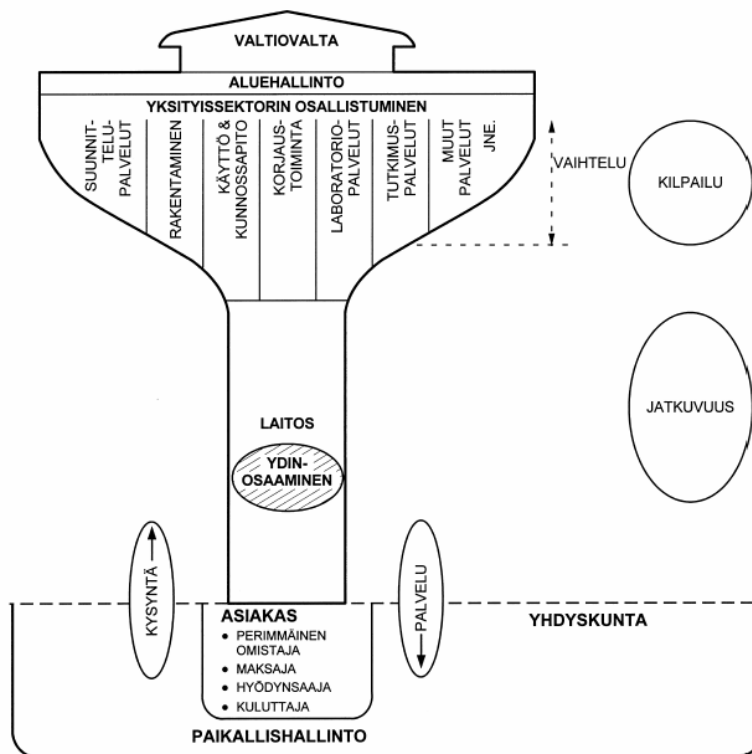 VALTIOVALTA
ALUEHALLINTO
YKSITYISSEKTORIN OSALLISTUMINEN
SUUNNIT-
TELU-
PALVELUT
RAKENTAMINEN
KÄYTTÖ &
KUNNOSSAPITO
KORJAUS-
TOIMINTA
LABORATORIO-
PALVELUT
TUTKIMUS-
PALVELUT
MUUT
PALVELUT
JNE.
VAIHTELU
KILPAILU
JATKUVUUS
LAITOS
YDIN-
OSAAMINEN
KYSYNTÄ
PALVELU
ASIAKAS
• PERIMMÄINEN
OMISTAJA
• MAKSAJA
• HYÖDYNSAAJA
• KULUTTAJA
YHDYSKUNTA
PAIKALLISHALLINTO